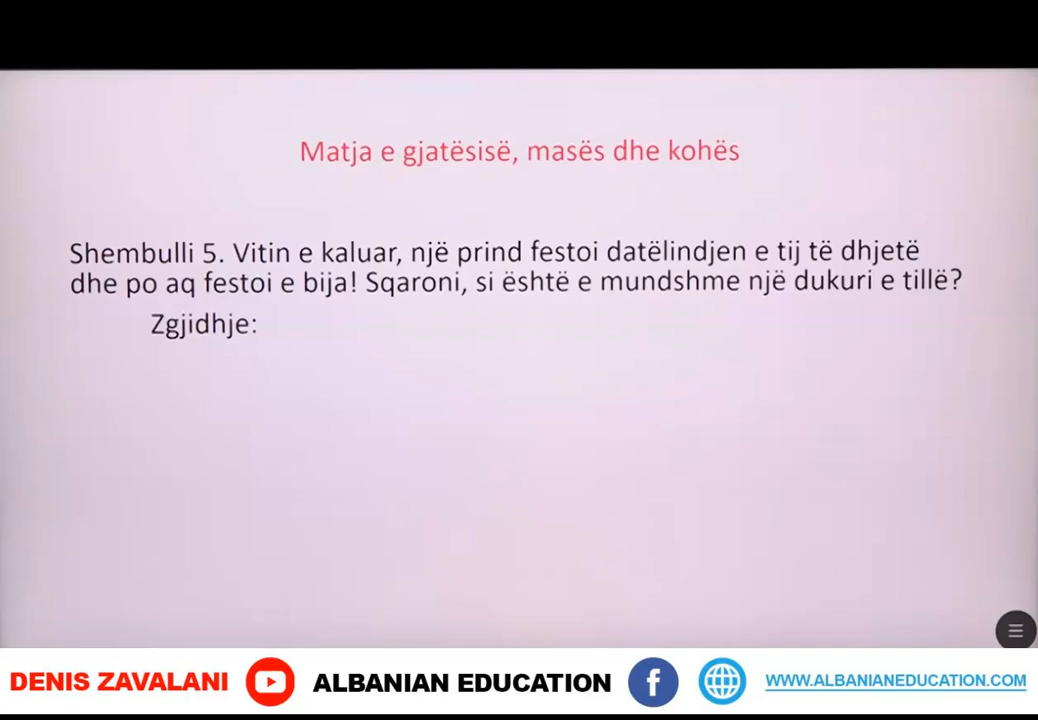 Matja e gjatësisë, masës dhe kohës
Shembulli 5. Vitin e kaluar, një prind festoi datëlindjen e tij të dhjetë
dhe po aq festoi e bija! Sqaroni, si është e mundshme një dukuri e tillë?
Zgjidhje:
DENIS ZAVALANI ALBANIAN EDUCATION WWW.ALBANIANEDUCATION.COM